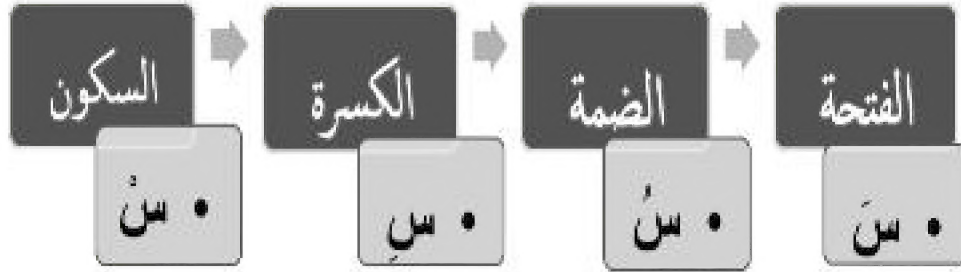 الفتحة
• سَ
الضمة
• سُ
الكسرة
• سِ
السكون
• سْ